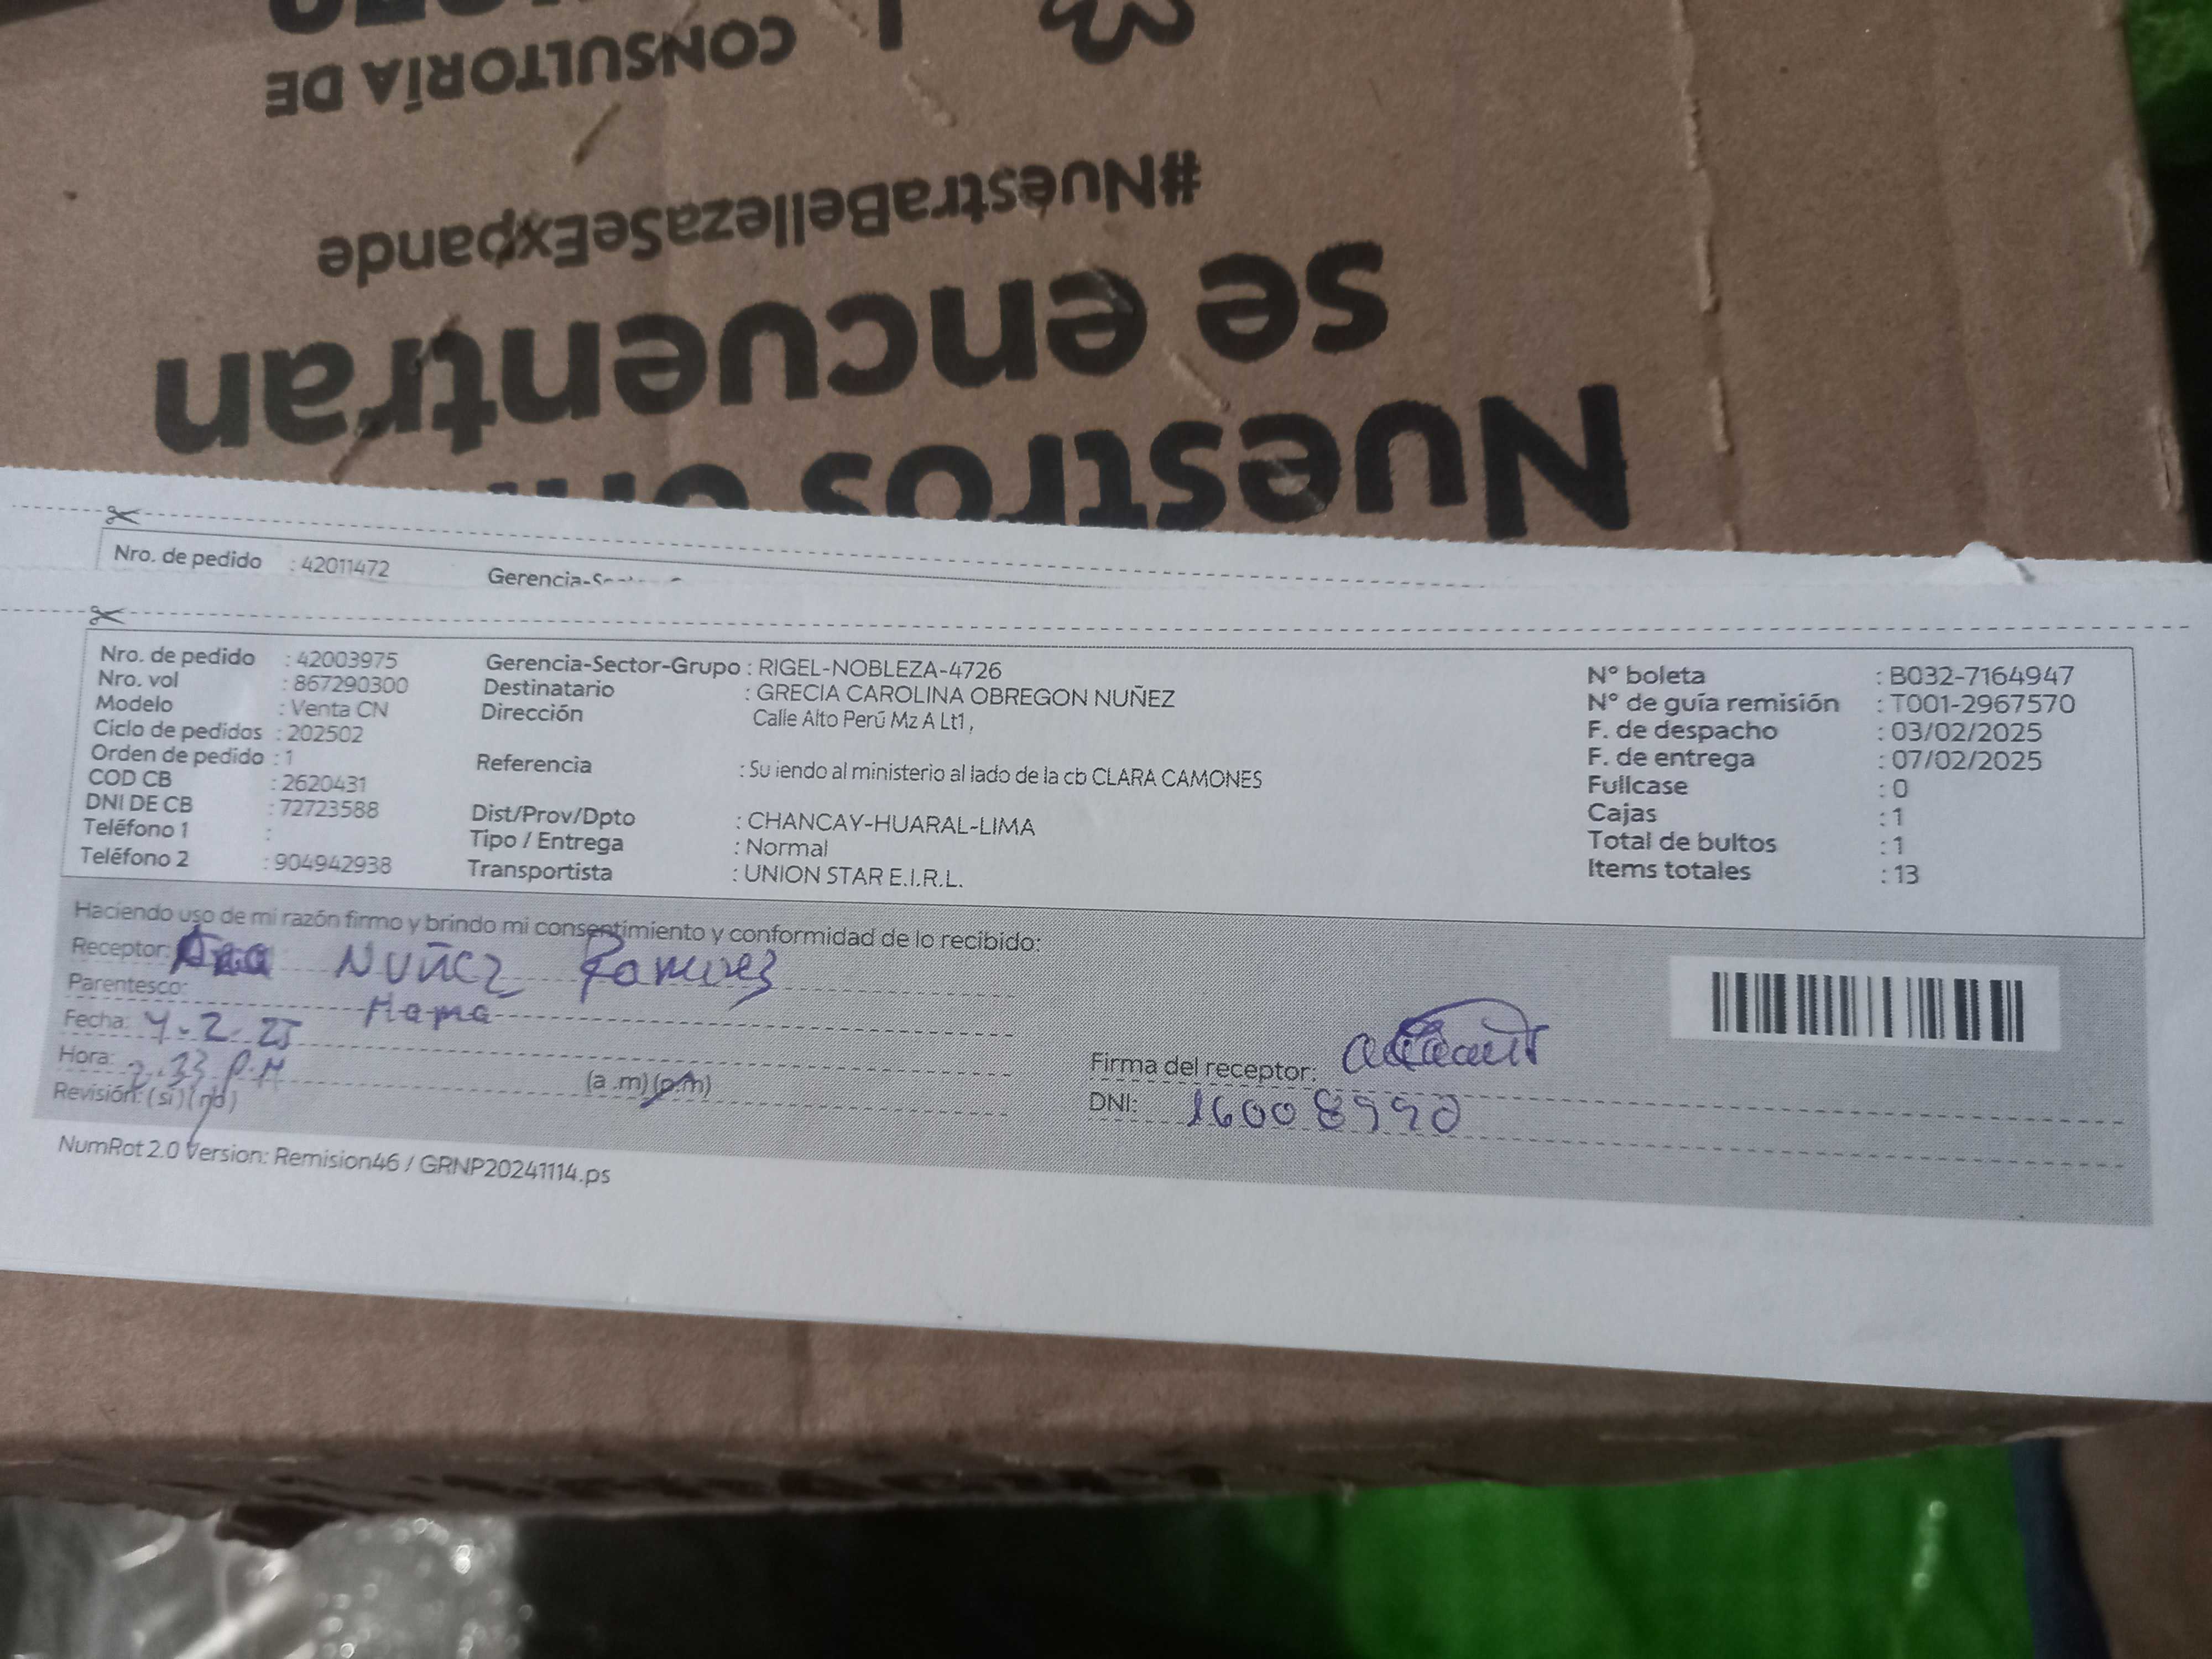 CONSULTORÍA DE
#NuestraBellezaSeExpande
se encuentran
Nuestros
Nro. de pedido : 42011472
Nro. de pedido : 42003975
Nro. vol : 867290300
Modelo : Venta CN
Ciclo de pedidos : 202502
Orden de pedido : 1
COD CB : 2620431
DNI DE CB : 72723588
Teléfono 1 :
Teléfono 2 : 904942938
Gerencia-Sector-Grupo : RIGEL-NOBLEZA-4726
Destinatario : GRECIA CAROLINA OBREGON NUÑEZ
Dirección Calle Alto Perú Mz A Lt1 ,
Referencia : Su iendo al ministerio al lado de la cb CLARA CAMONES
Dist/Prov/Dpto : CHANCAY-HUARAL-LIMA
Tipo / Entrega : Normal
Transportista : UNION STAR E.I.R.L.
N° boleta : B032-7164947
N° de guía remisión : T001-2967570
F. de despacho : 03/02/2025
F. de entrega : 07/02/2025
Fullcase : 0
Cajas : 1
Total de bultos : 1
Items totales : 13
Haciendo uso de mi razón firmo y brindo mi consentimiento y conformidad de lo recibido:
Receptor: Ana NUÑEZ Ramirez
Parentesco: Mama
Fecha: 7.2.25
Hora: 2.33 P.M (a .m) (p.m)
Revisión: (si) (no)
Firma del receptor:
DNI: 16008990
NumRot 2.0 Version: Remision46 / GRNP20241114.ps